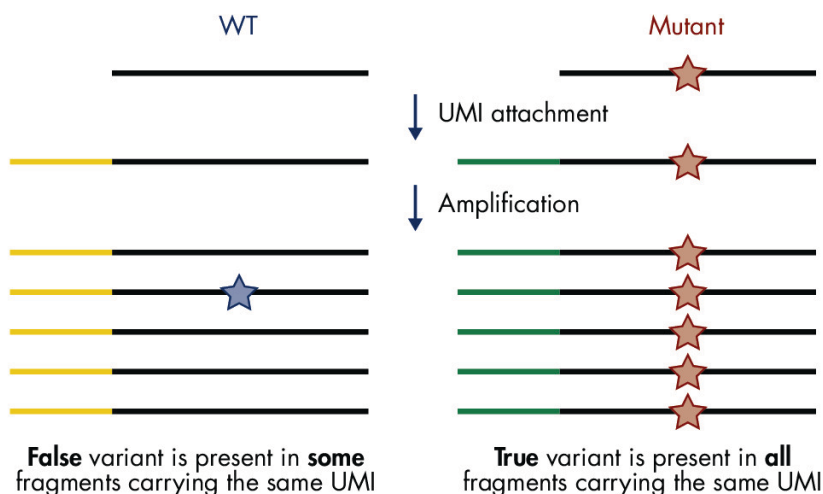 WT
Mutant
UMI attachment
Amplification
False variant is present in some
fragments carrying the same UMI
True variant is present in all
fragments carrying the same UMI